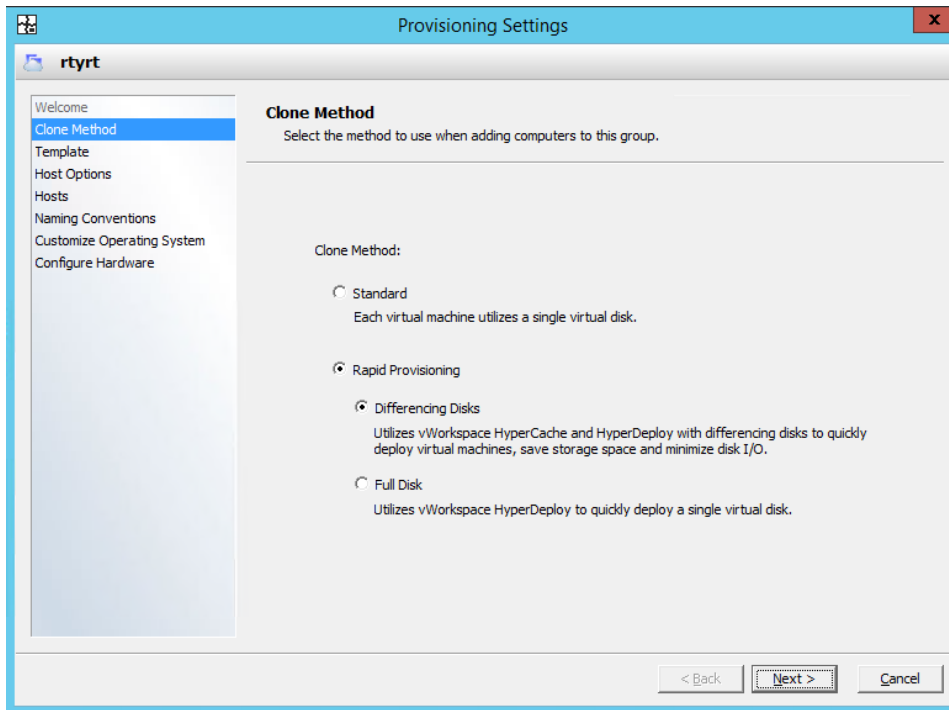 Provisioning Settings
x
rtyrt
Welcome
Clone Method
Template
Host Options
Hosts
Naming Conventions
Customize Operating System
Configure Hardware
Clone Method
Select the method to use when adding computers to this group.
Clone Method:
Standard
Each virtual machine utilizes a single virtual disk.
Rapid Provisioning
Differencing Disks
Utilizes vWorkspace HyperCache and HyperDeploy with differencing disks to quickly
deploy virtual machines, save storage space and minimize disk I/O.
Full Disk
Utilizes vWorkspace HyperDeploy to quickly deploy a single virtual disk.
< Back
Next >
Cancel